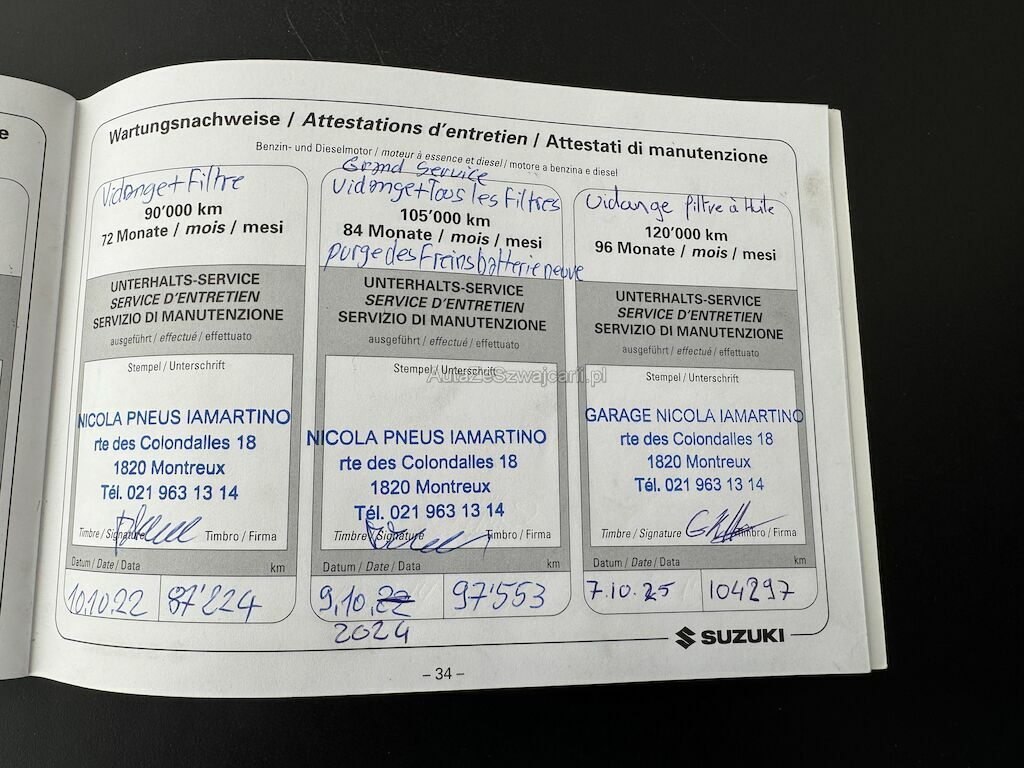 e
Wartungsnachweise / Attestations d'entretien / Attestati di manutenzione
Benzin- und Dieselmotor / moteur à essence et diesel / motore a benzina e diesel
Vidange + Filtre
90'000 km
72 Monate / mois / mesi
UNTERHALTS-SERVICE
SERVICE D'ENTRETIEN
SERVIZIO DI MANUTENZIONE
ausgeführt / effectué / effettuato
Stempel / Unterschrift
NICOLA PNEUS IAMARTINO
rte des Colondalles 18
1820 Montreux
Tél. 021 963 13 14
Timbre / Signature Timbro / Firma
Datum / Date / Data km
10.10.22 87'224
Grand Service
Vidange + Tous les Filtres
105'000 km
84 Monate / mois / mesi
purge des Freins batterie neuve
UNTERHALTS-SERVICE
SERVICE D'ENTRETIEN
SERVIZIO DI MANUTENZIONE
ausgeführt / effectué / effettuato
Stempel / Unterschrift
NICOLA PNEUS IAMARTINO
rte des Colondalles 18
1820 Montreux
Tél. 021 963 13 14
Timbre / Signature Timbro / Firma
Datum / Date / Data km
9.10.22 97'553
2024
Vidange filtre à Huile
120'000 km
96 Monate / mois / mesi
UNTERHALTS-SERVICE
SERVICE D'ENTRETIEN
SERVIZIO DI MANUTENZIONE
ausgeführt / effectué / effettuato
Stempel / Unterschrift
GARAGE NICOLA IAMARTINO
rte des Colondalles 18
1820 Montreux
Tél. 021 963 13 14
Timbre / Signature Timbro / Firma
Datum / Date / Data km
7.10.25 104297
SUZUKI
– 34 –
AutazeSzwajcarii.pl